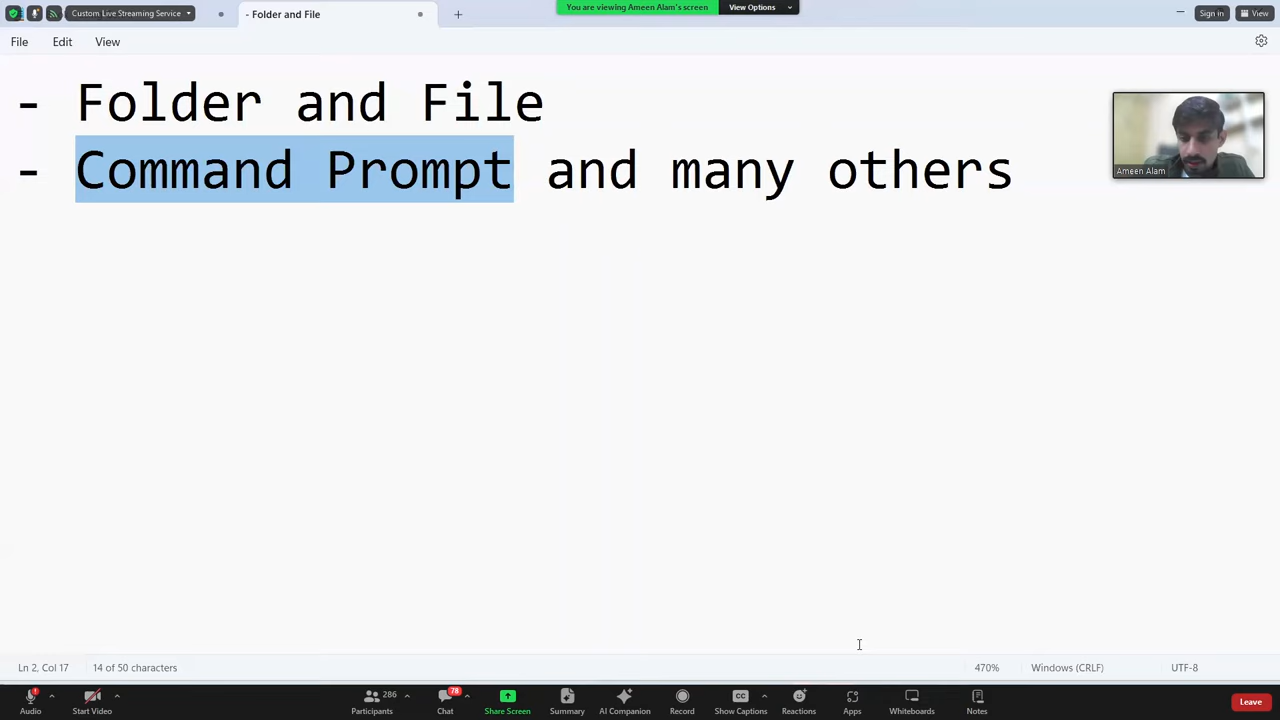 Custom Live Streaming Service
- Folder and File
You are viewing Ameen Alam's screen
View Options
Sign in
View
File Edit View
- Folder and File
- Command Prompt and many others
Ameen Alam
Ln 2, Col 17
14 of 50 characters
470%
Windows (CRLF)
UTF-8
286
78
Audio
Start Video
Participants
Chat
Share Screen
Summary
AI Companion
Record
Show Captions
Reactions
Apps
Whiteboards
Notes
Leave